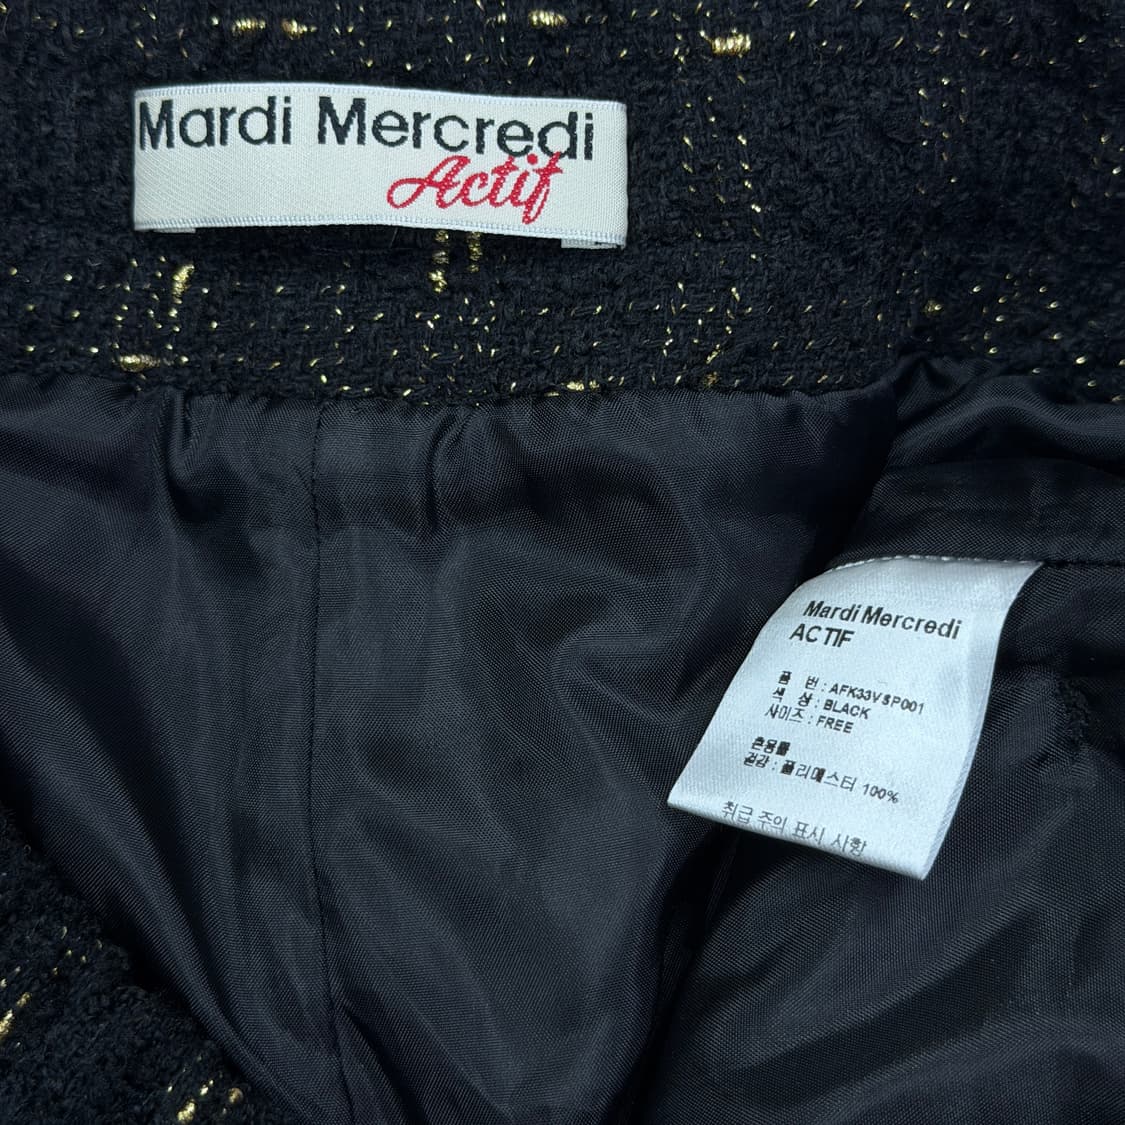 Mardi Mercredi
Actif
Mardi Mercredi
ACTIF
품 번 : AFK33VSP001
색 상 : BLACK
사이즈 : FREE
혼용률
겉감 : 폴리에스터 100%
취급 주의 표시 사항